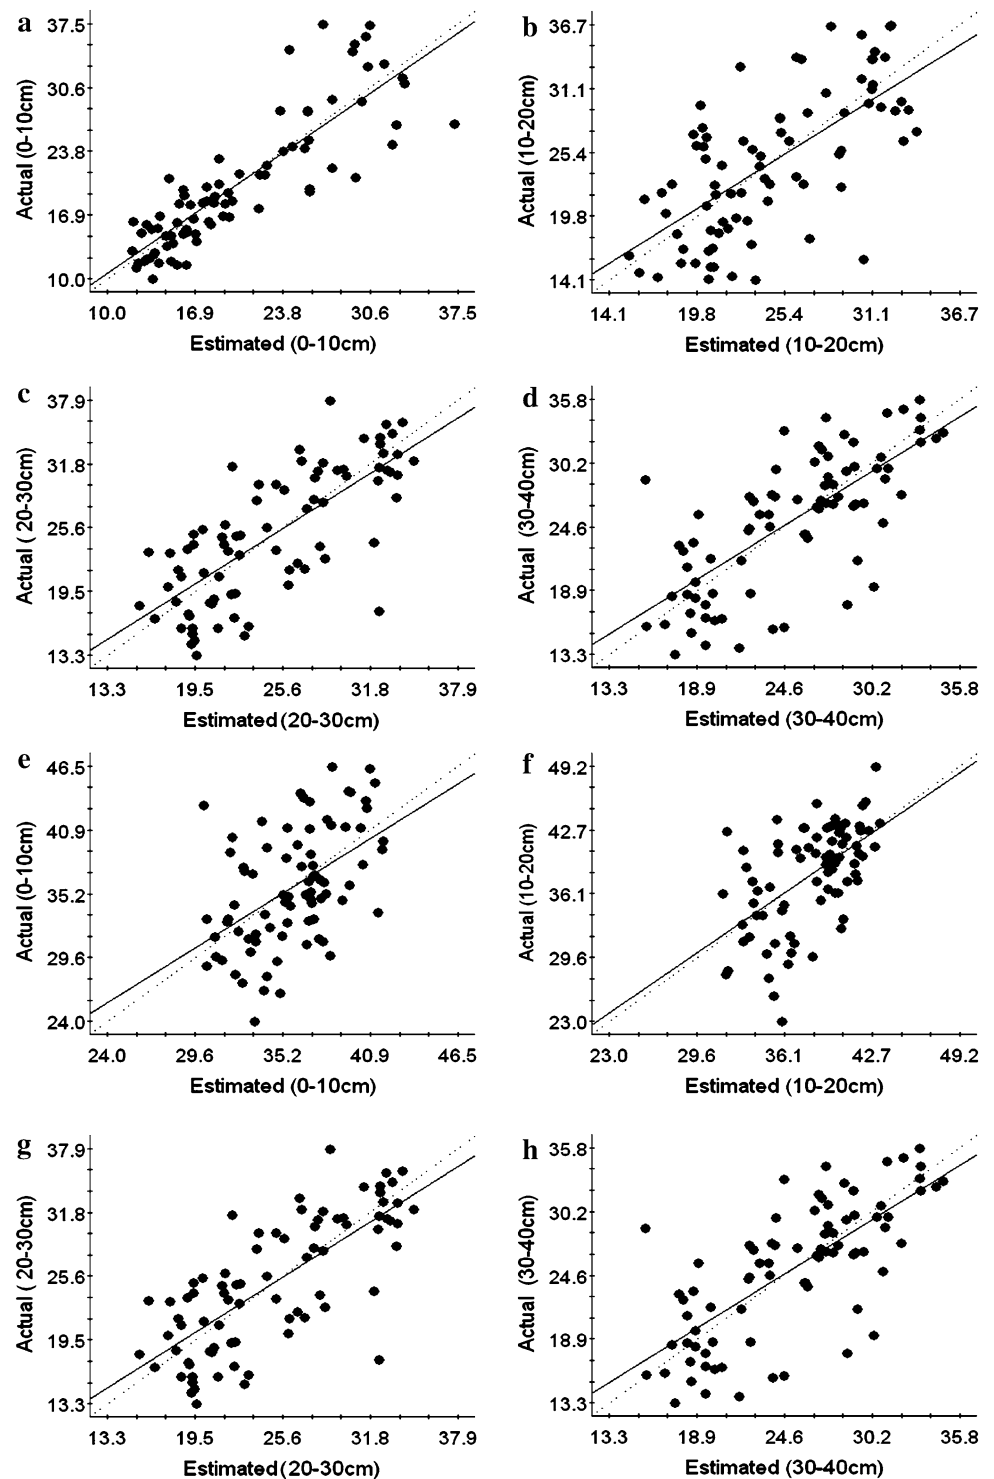 a
37.5
30.6
23.8
16.9
10.0
Actual (0-10cm)
10.0 16.9 23.8 30.6 37.5
Estimated (0-10cm)
b
36.7
31.1
25.4
19.8
14.1
Actual (10-20cm)
14.1 19.8 25.4 31.1 36.7
Estimated (10-20cm)
c
37.9
31.8
25.6
19.5
13.3
Actual ( 20-30cm)
13.3 19.5 25.6 31.8 37.9
Estimated (20-30cm)
d
35.8
30.2
24.6
18.9
13.3
Actual (30-40cm)
13.3 18.9 24.6 30.2 35.8
Estimated (30-40cm)
e
46.5
40.9
35.2
29.6
24.0
Actual (0-10cm)
24.0 29.6 35.2 40.9 46.5
Estimated (0-10cm)
f
49.2
42.7
36.1
29.6
23.0
Actual (10-20cm)
23.0 29.6 36.1 42.7 49.2
Estimated (10-20cm)
g
37.9
31.8
25.6
19.5
13.3
Actual ( 20-30cm)
13.3 19.5 25.6 31.8 37.9
Estimated (20-30cm)
h
35.8
30.2
24.6
18.9
13.3
Actual (30-40cm)
13.3 18.9 24.6 30.2 35.8
Estimated (30-40cm)